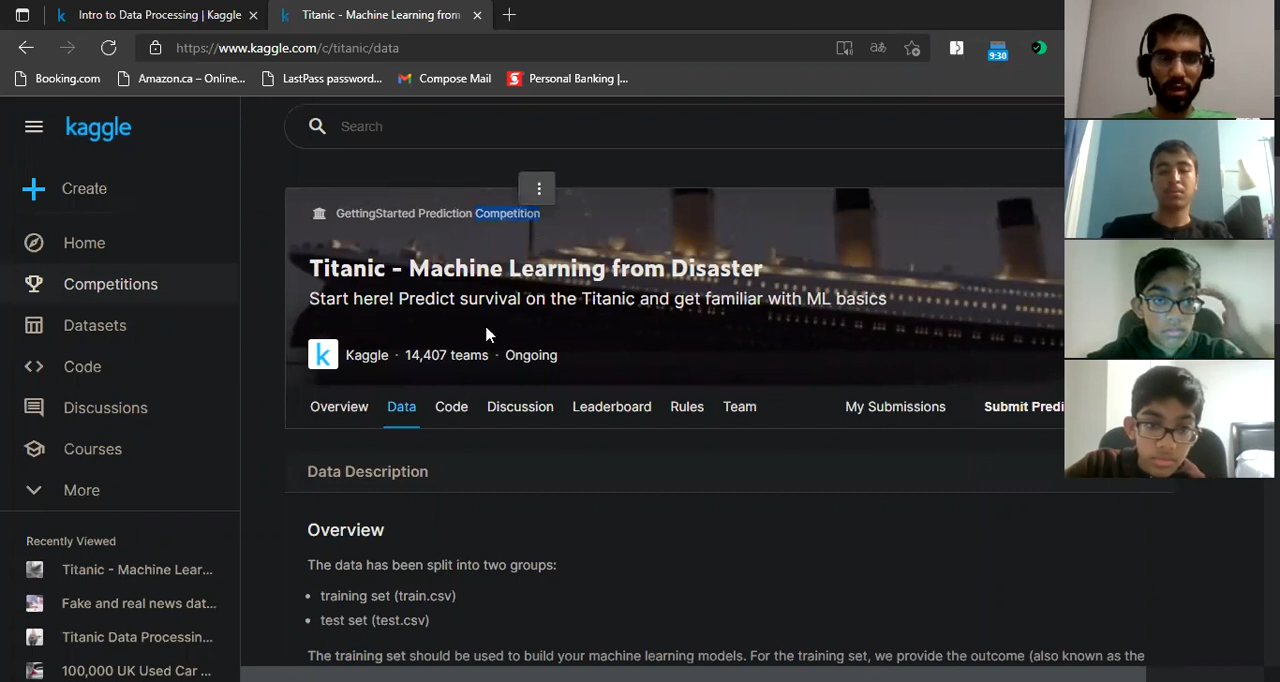 Intro to Data Processing | Kaggle
Titanic - Machine Learning from
https://www.kaggle.com/c/titanic/data
9:30
Booking.com
Amazon.ca – Online...
LastPass password...
Compose Mail
Personal Banking |...
kaggle
Search
Create
Home
Competitions
Datasets
Code
Discussions
Courses
More
Recently Viewed
Titanic - Machine Lear...
Fake and real news dat...
Titanic Data Processin...
100,000 UK Used Car ...
GettingStarted Prediction Competition
Titanic - Machine Learning from Disaster
Start here! Predict survival on the Titanic and get familiar with ML basics
k Kaggle · 14,407 teams · Ongoing
Overview Data Code Discussion Leaderboard Rules Team My Submissions Submit Predi
Data Description
Overview
The data has been split into two groups:
• training set (train.csv)
• test set (test.csv)
The training set should be used to build your machine learning models. For the training set, we provide the outcome (also known as the